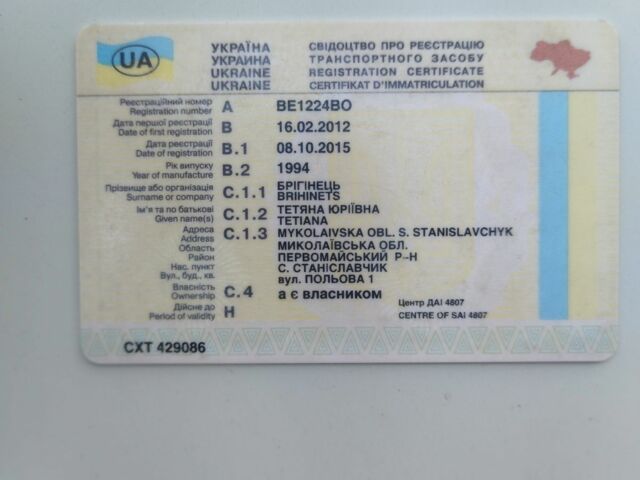 UA
УКРАЇНА
УКРАИНА
UKRAINE
UKRAINE
СВІДОЦТВО ПРО РЕЄСТРАЦІЮ
ТРАНСПОРТНОГО ЗАСОБУ
REGISTRATION CERTIFICATE
CERTIFIKAT D'IMMATRICULATION
Реєстраційний номер
Registration number A BE1224BO
Дата першої реєстрації
Date of first registration B 16.02.2012
Дата реєстрації
Date of registration B.1 08.10.2015
Рік випуску
Year of manufacture B.2 1994
Прізвище або організація
Surname or company C.1.1 БРІГІНЕЦЬ
BRIHINETS
Ім'я та по батькові
Given name(s) C.1.2 ТЕТЯНА ЮРІЇВНА
TETIANA
Адреса
Address C.1.3 MYKOLAIVSKA OBL. S. STANISLAVCHYK
Область МИКОЛАЇВСЬКА ОБЛ.
Район ПЕРВОМАЙСЬКИЙ Р-Н
Нас. пункт С. СТАНІСЛАВЧИК
Вул., буд., кв. вул. ПОЛЬОВА 1
Власність
Ownership C.4 а є власником
Дійсне до
Period of validity H
Центр ДАІ 4807
CENTRE OF SAI 4807
СХТ 429086